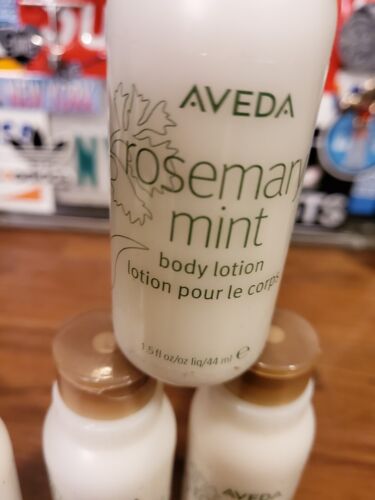 AVEDA
rosemary
mint
body lotion
lotion pour le corps
1.5 fl oz/oz liq/44 ml e
AVEDA